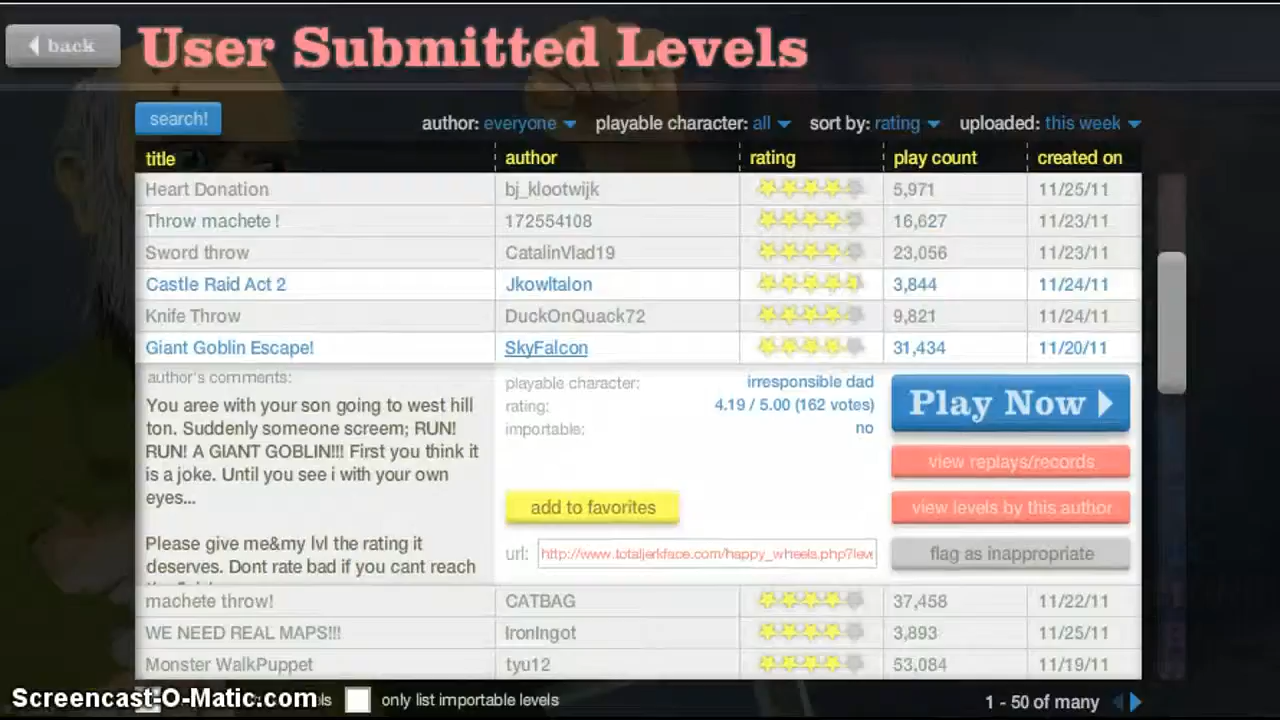 back
User Submitted Levels
search!
author: everyone playable character: all sort by: rating uploaded: this week
title author rating play count created on
Heart Donation bj_klootwijk 5,971 11/25/11
Throw machete ! 172554108 16,627 11/23/11
Sword throw CatalinVlad19 23,056 11/23/11
Castle Raid Act 2 Jkowltalon 3,844 11/24/11
Knife Throw DuckOnQuack72 9,821 11/24/11
Giant Goblin Escape! SkyFalcon 31,434 11/20/11
author's comments:
You aree with your son going to west hill
ton. Suddenly someone screem; RUN!
RUN! A GIANT GOBLIN!!! First you think it
is a joke. Until you see i with your own
eyes...
Please give me&my lvl the rating it
deserves. Dont rate bad if you cant reach
playable character: irresponsible dad
rating: 4.19 / 5.00 (162 votes)
importable: no
add to favorites
url: http://www.totaljerkface.com/happy_wheels.php?leve
Play Now
view replays/records
view levels by this author
flag as inappropriate
machete throw! CATBAG 37,458 11/22/11
WE NEED REAL MAPS!!! IronIngot 3,893 11/25/11
Monster WalkPuppet tyu12 53,084 11/19/11
Screencast-O-Matic.com
only list importable levels
1 - 50 of many